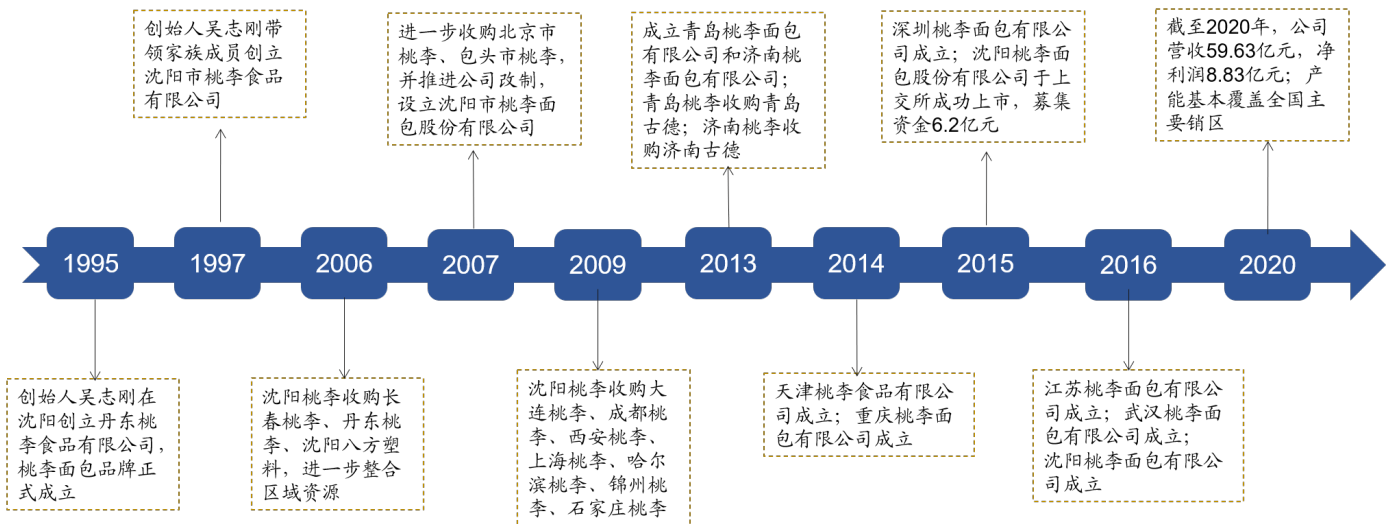 创始人吴志刚带
领家族成员创立
沈阳市桃李食品
有限公司
进一步收购北京市
桃李、包头市桃李,
并推进公司改制,
设立沈阳市桃李面
包股份有限公司
成立青岛桃李面包
有限公司和济南桃
李面包有限公司;
青岛桃李收购青岛
古德;济南桃李收
购济南古德
深圳桃李面包有限公
司成立;沈阳桃李面
包股份有限公司于上
交所成功上市,募集
资金6.2亿元
截至2020年,公司
营收59.63亿元,净
利润8.83亿元;产
能基本覆盖全国主
要销区
1995
1997
2006
2007
2009
2013
2014
2015
2016
2020
创始人吴志刚在
沈阳创立丹东桃
李食品有限公司,
桃李面包品牌正
式成立
沈阳桃李收购长
春桃李、丹东桃
李、沈阳八方塑
料,进一步整合
区域资源
沈阳桃李收购大
连桃李、成都桃
李、西安桃李、
上海桃李、哈尔
滨桃李、锦州桃
李、石家庄桃李
天津桃李食品有限公
司成立;重庆桃李面
包有限公司成立
江苏桃李面包有限公
司成立;武汉桃李面
包有限公司成立;
沈阳桃李面包有限公
司成立